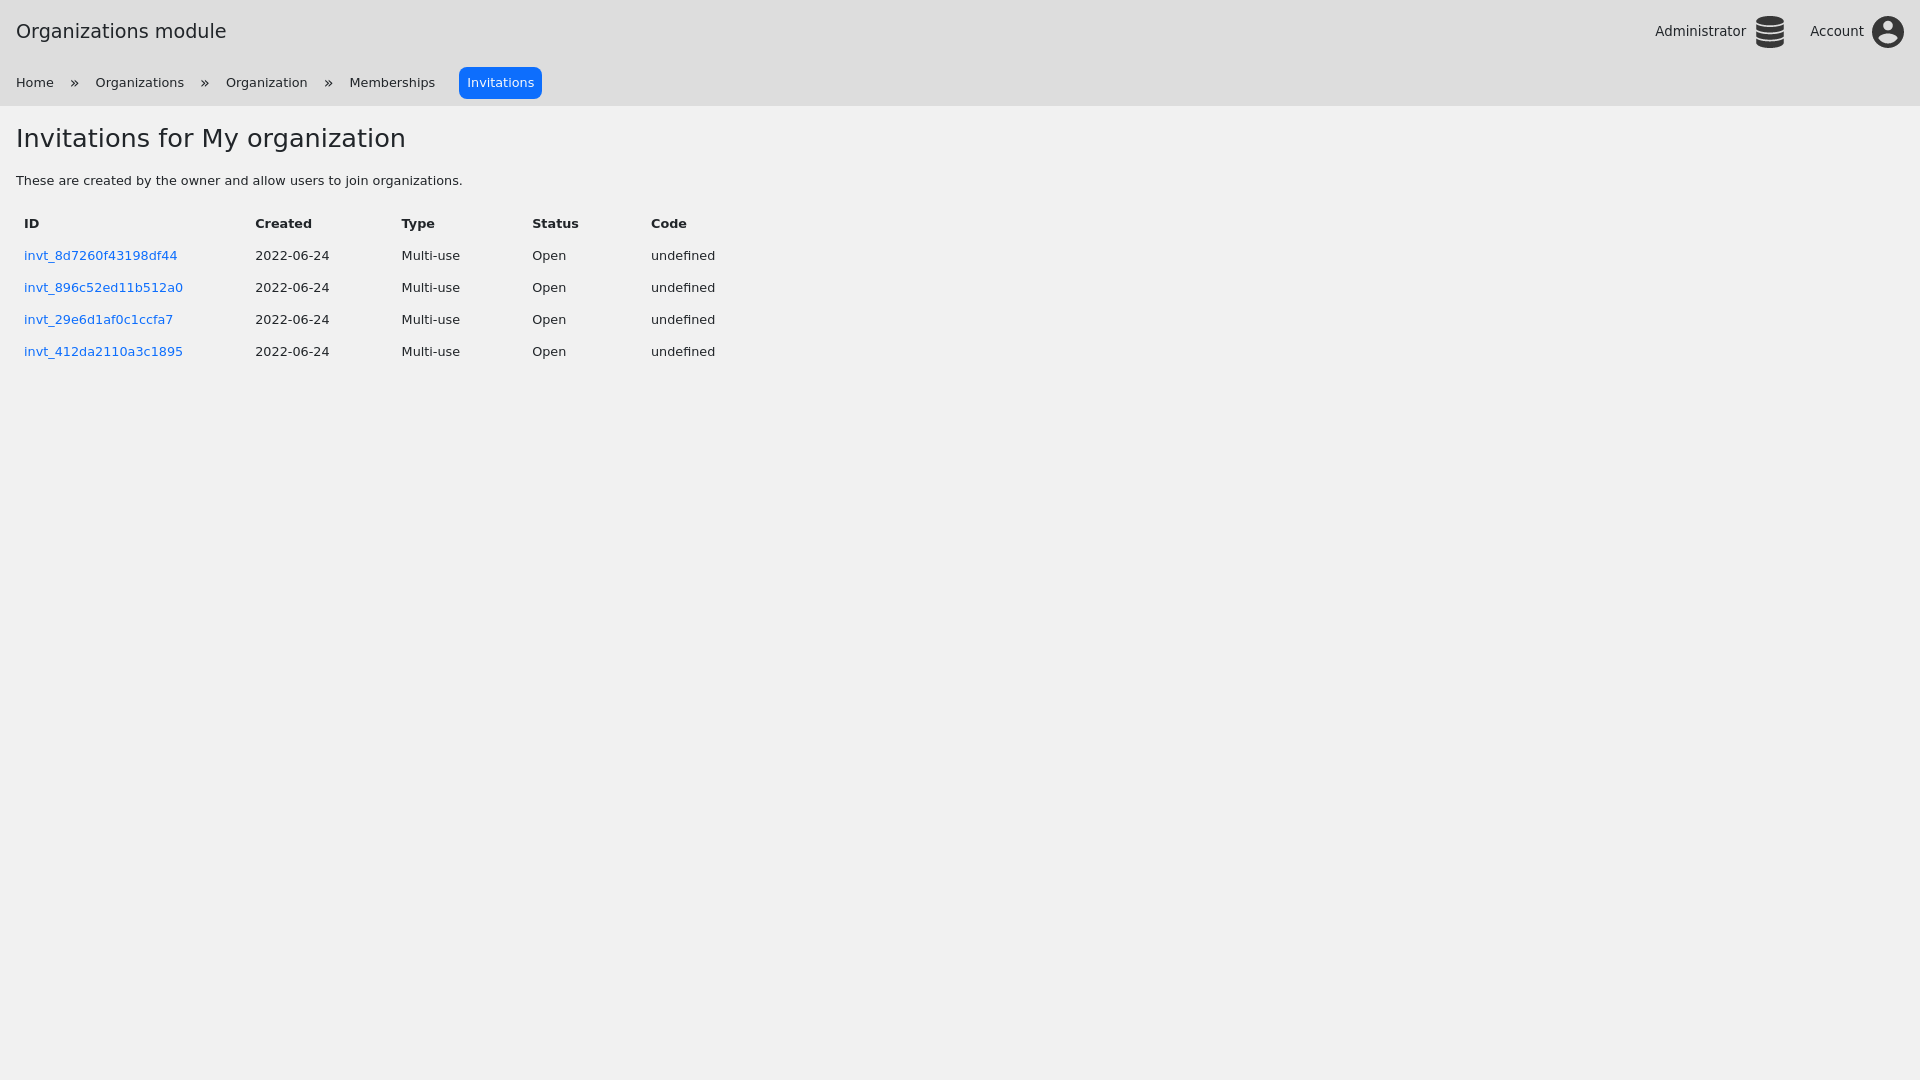 Organizations module
Administrator
Account
Home » Organizations » Organization » Memberships Invitations
Invitations for My organization
These are created by the owner and allow users to join organizations.
ID Created Type Status Code
invt_8d7260f43198df44 2022-06-24 Multi-use Open undefined
invt_896c52ed11b512a0 2022-06-24 Multi-use Open undefined
invt_29e6d1af0c1ccfa7 2022-06-24 Multi-use Open undefined
invt_412da2110a3c1895 2022-06-24 Multi-use Open undefined